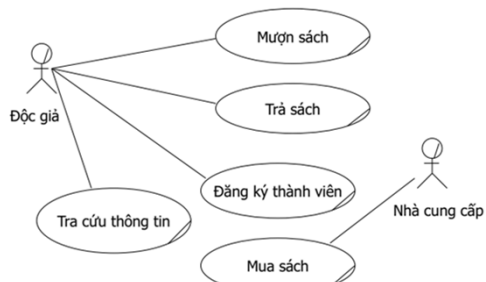 Mượn sách
Độc giả
Trả sách
Đăng ký thành viên
Tra cứu thông tin
Nhà cung cấp
Mua sách